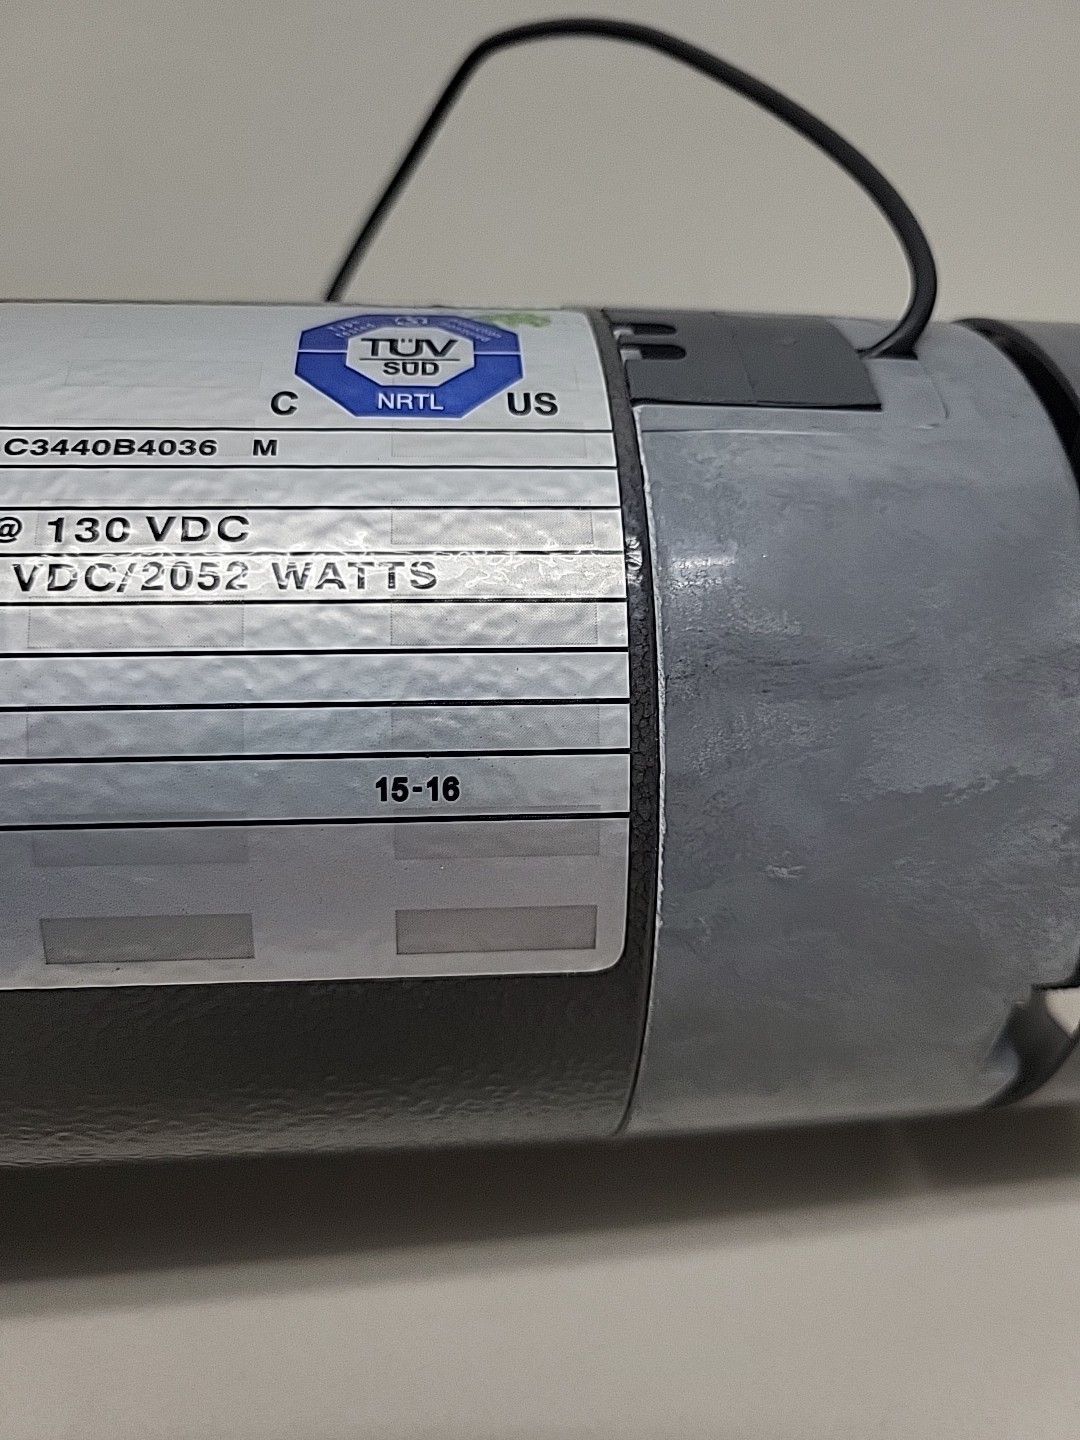 TÜV
SÜD
NRTL
C US
C3440B4036 M
@ 130 VDC
VDC/2052 WATTS
15-16